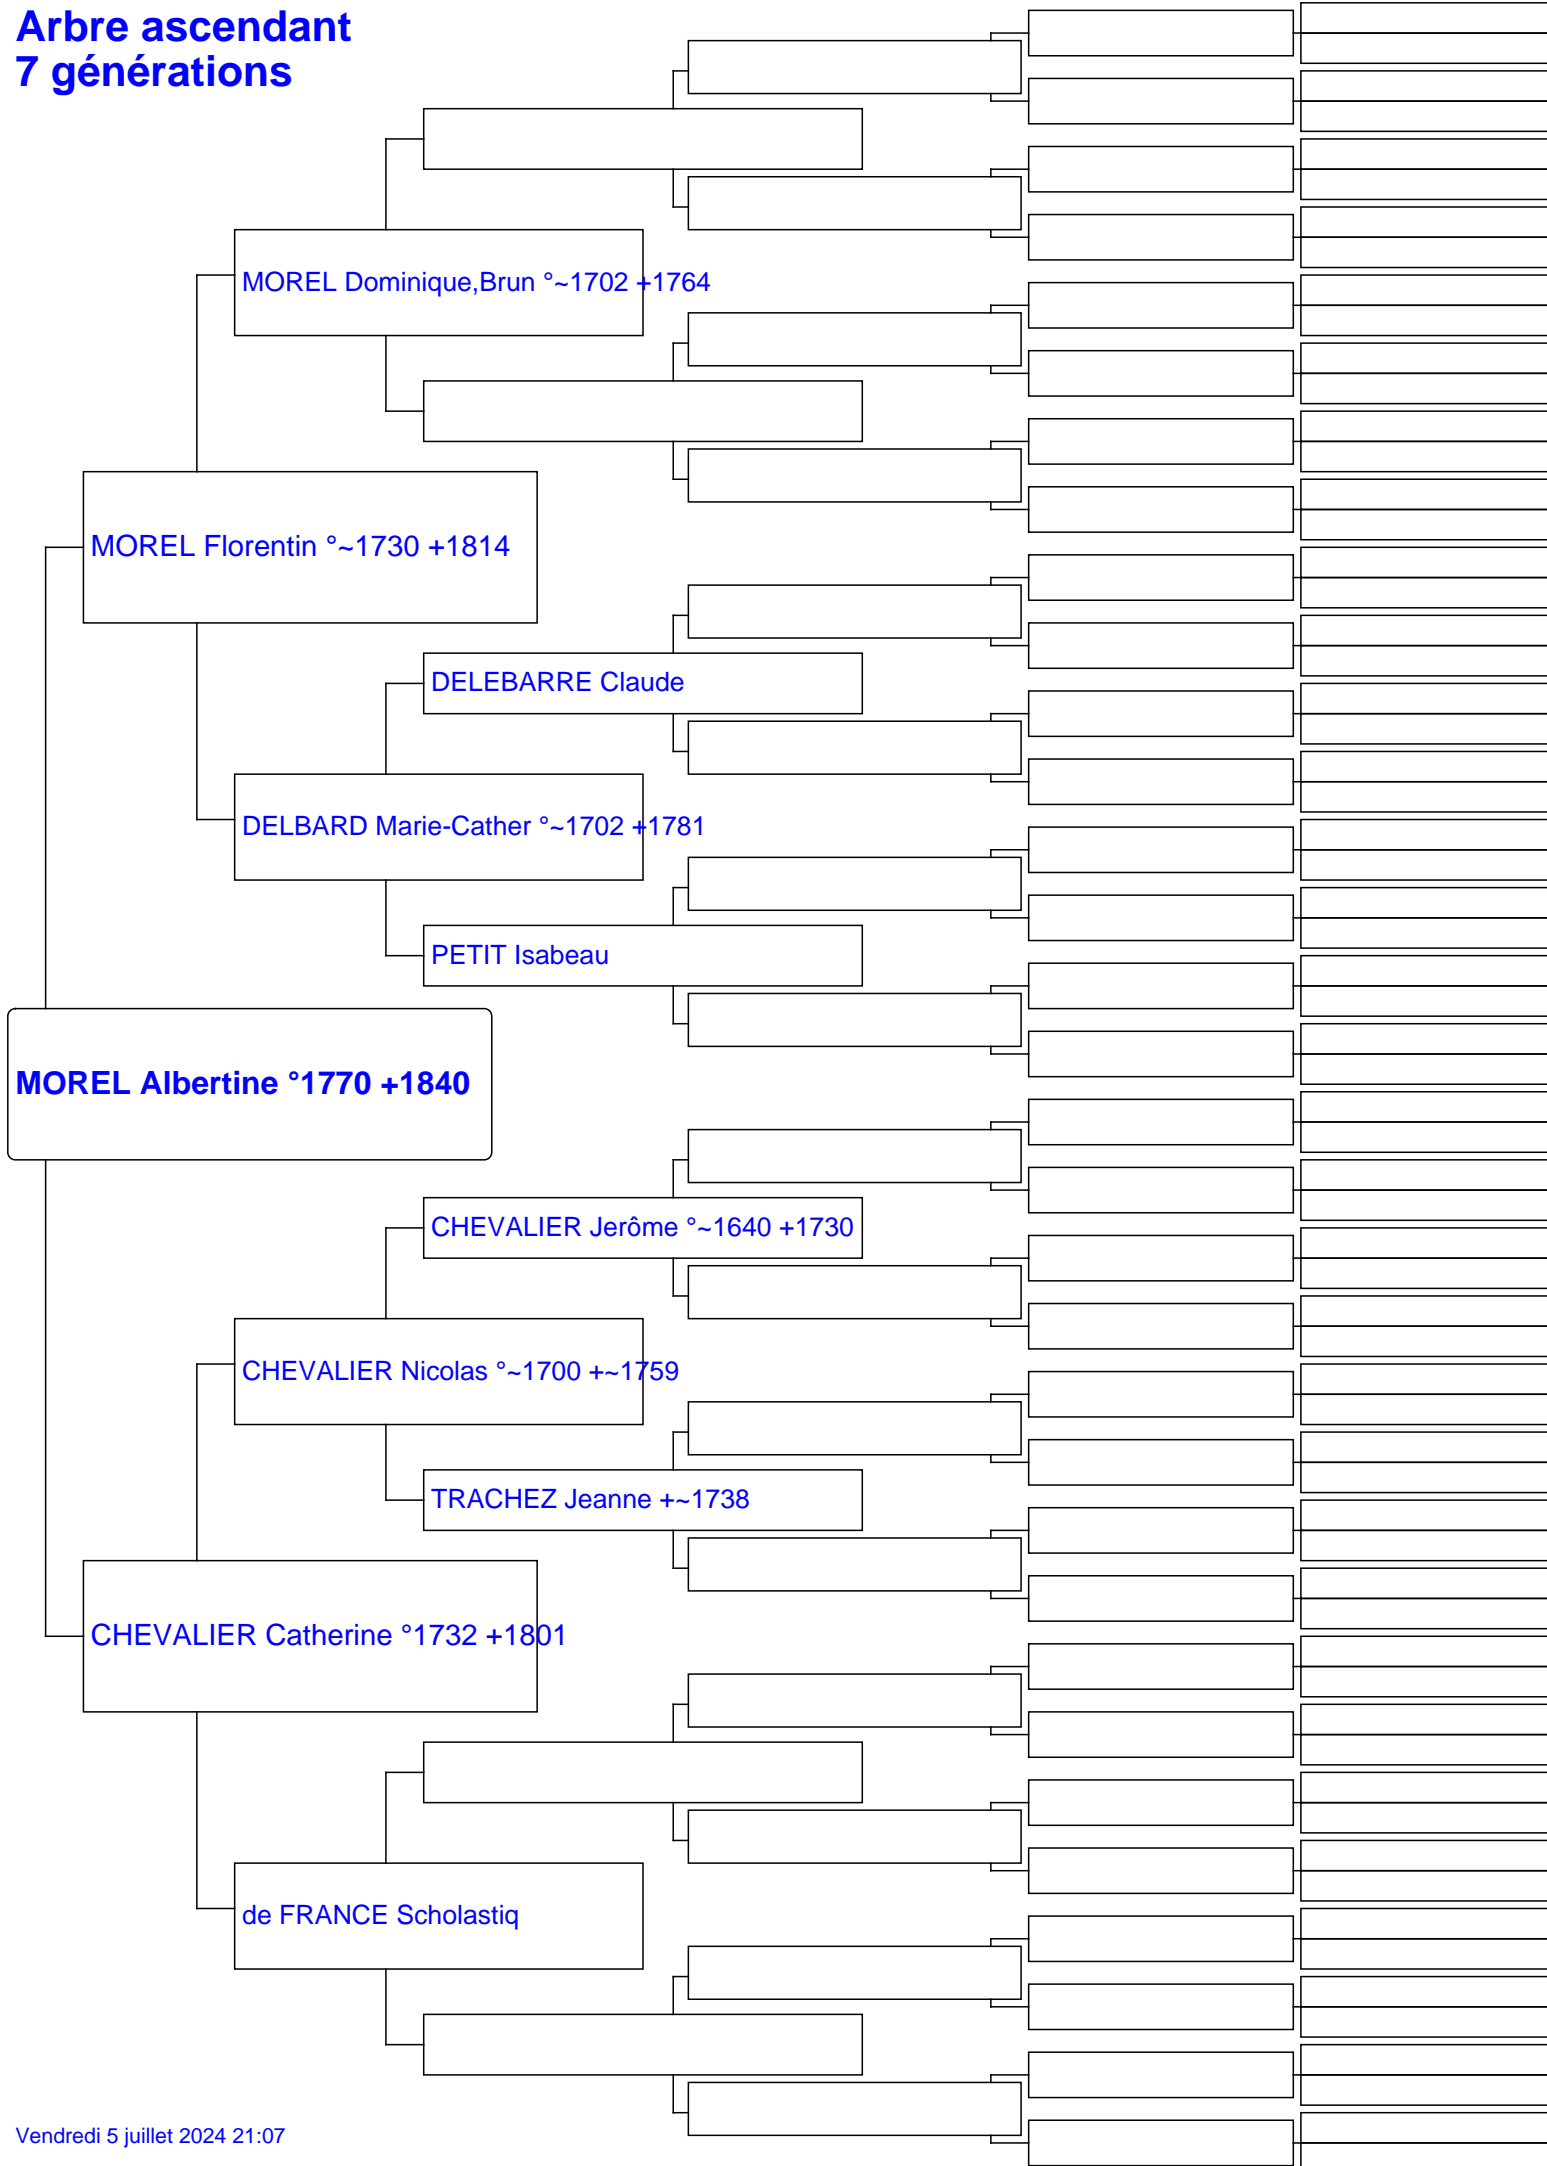 Arbre ascendant
7 générations
MOREL Dominique,Brun °~1702 +1764
MOREL Florentin °~1730 +1814
DELEBARRE Claude
DELBARD Marie-Cather °~1702 +1781
PETIT Isabeau
MOREL Albertine °1770 +1840
CHEVALIER Jerôme °~1640 +1730
CHEVALIER Nicolas °~1700 +~1759
TRACHEZ Jeanne +~1738
CHEVALIER Catherine °1732 +1801
de FRANCE Scholastiq
Vendredi 5 juillet 2024 21:07